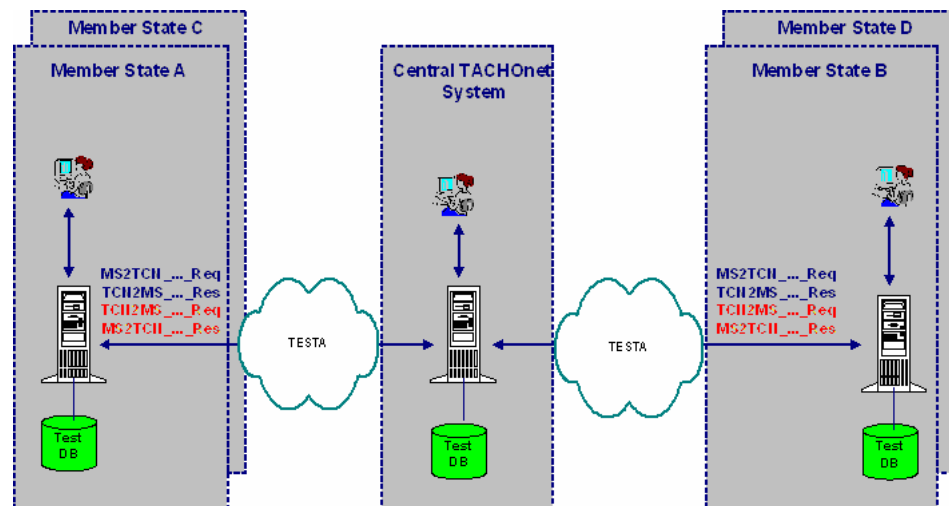 Member State C
Member State A
Central TACHOnet
System
Member State D
Member State B
MS2TCN_..._Req
TCN2MS_..._Res
TCN2MS_..._Req
MS2TCN_..._Res
MS2TCN_..._Req
TCN2MS_..._Res
TCN2MS_..._Req
MS2TCN_..._Res
TESTA
TESTA
Test
DB
Test
DB
Test
DB